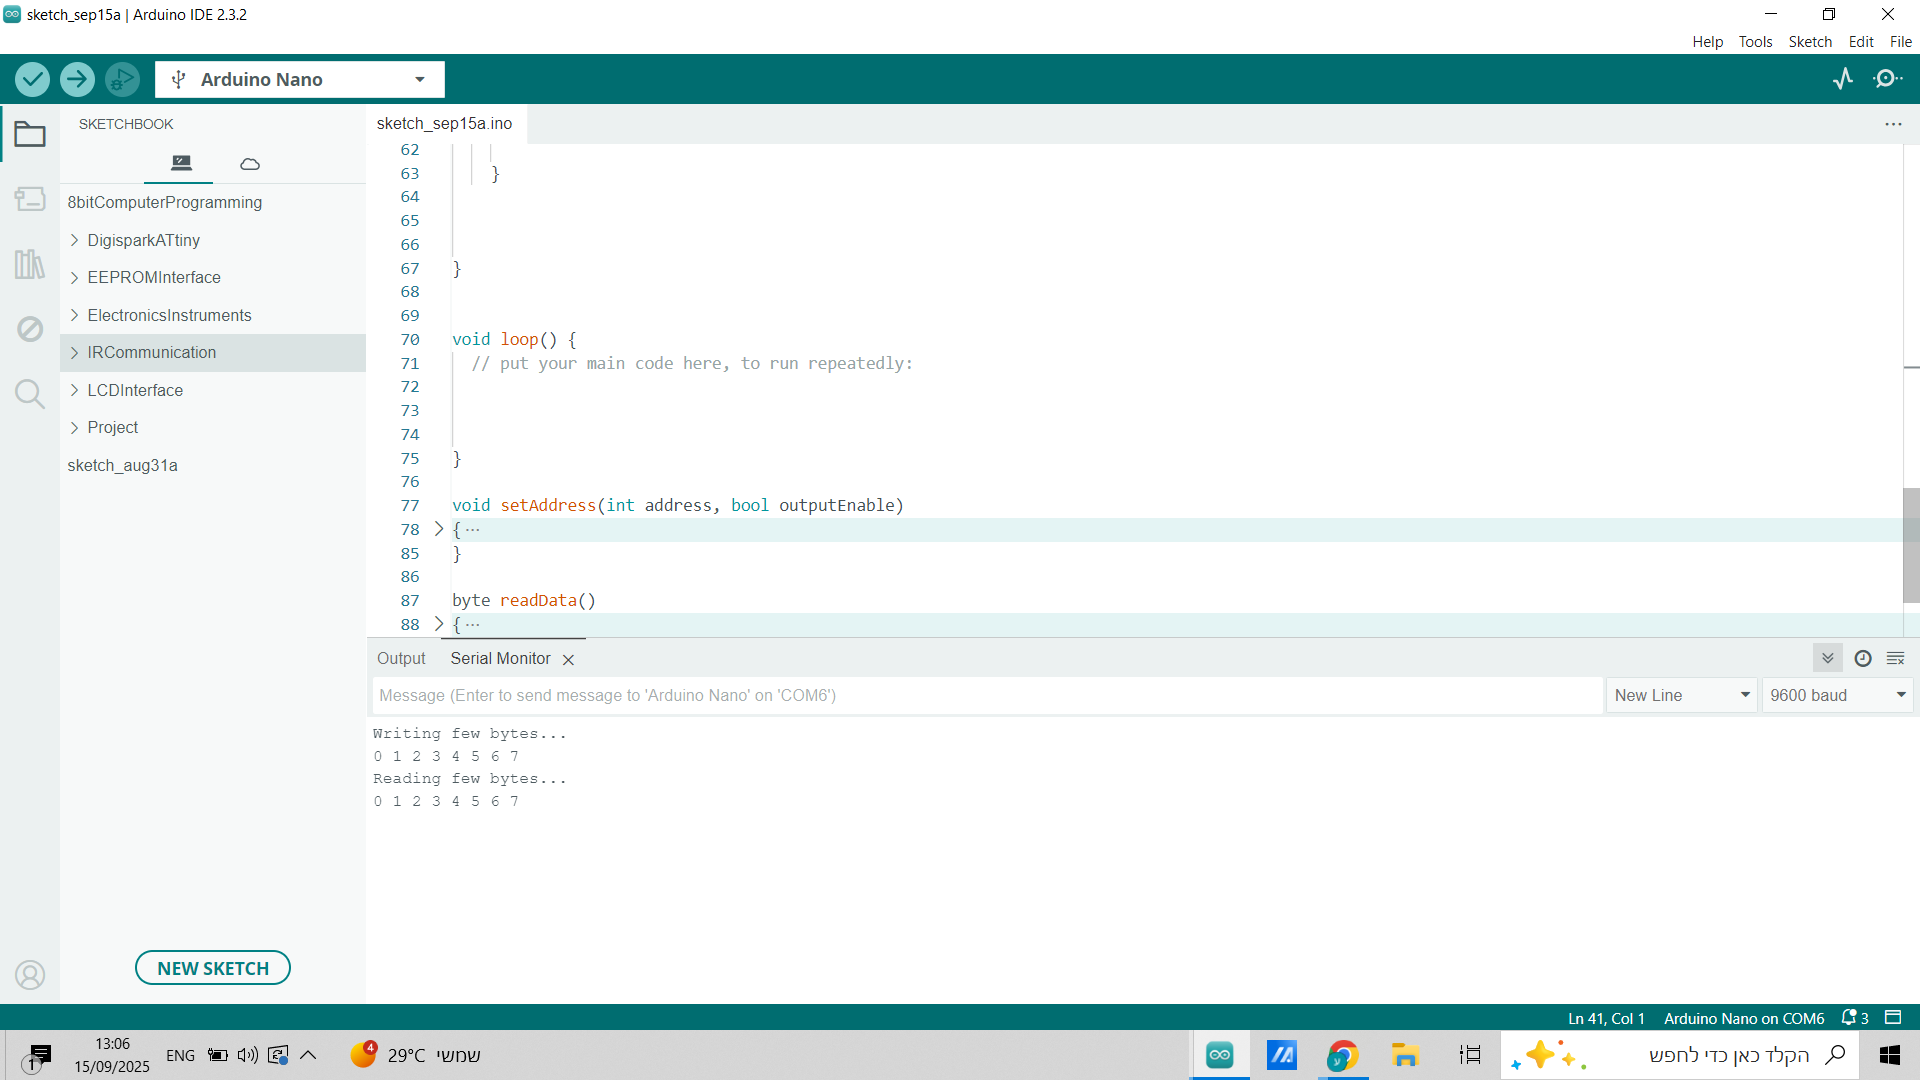 sketch_sep15a | Arduino IDE 2.3.2
Help Tools Sketch Edit File
Arduino Nano
SKETCHBOOK
8bitComputerProgramming
DigisparkATtiny
EEPROMInterface
ElectronicsInstruments
IRCommunication
LCDInterface
Project
sketch_aug31a
NEW SKETCH
sketch_sep15a.ino
62
63 }
64
65
66
67 }
68
69
70 void loop() {
71 // put your main code here, to run repeatedly:
72
73
74
75 }
76
77 void setAddress(int address, bool outputEnable)
78 { ···
85 }
86
87 byte readData()
88 { ···
Output Serial Monitor
Message (Enter to send message to 'Arduino Nano' on 'COM6')
New Line 9600 baud
Writing few bytes...
0 1 2 3 4 5 6 7
Reading few bytes...
0 1 2 3 4 5 6 7
Ln 41, Col 1 Arduino Nano on COM6 3
1
13:06
15/09/2025
ENG
4
29°C שמשי
ע
הקלד כאן כדי לחפש